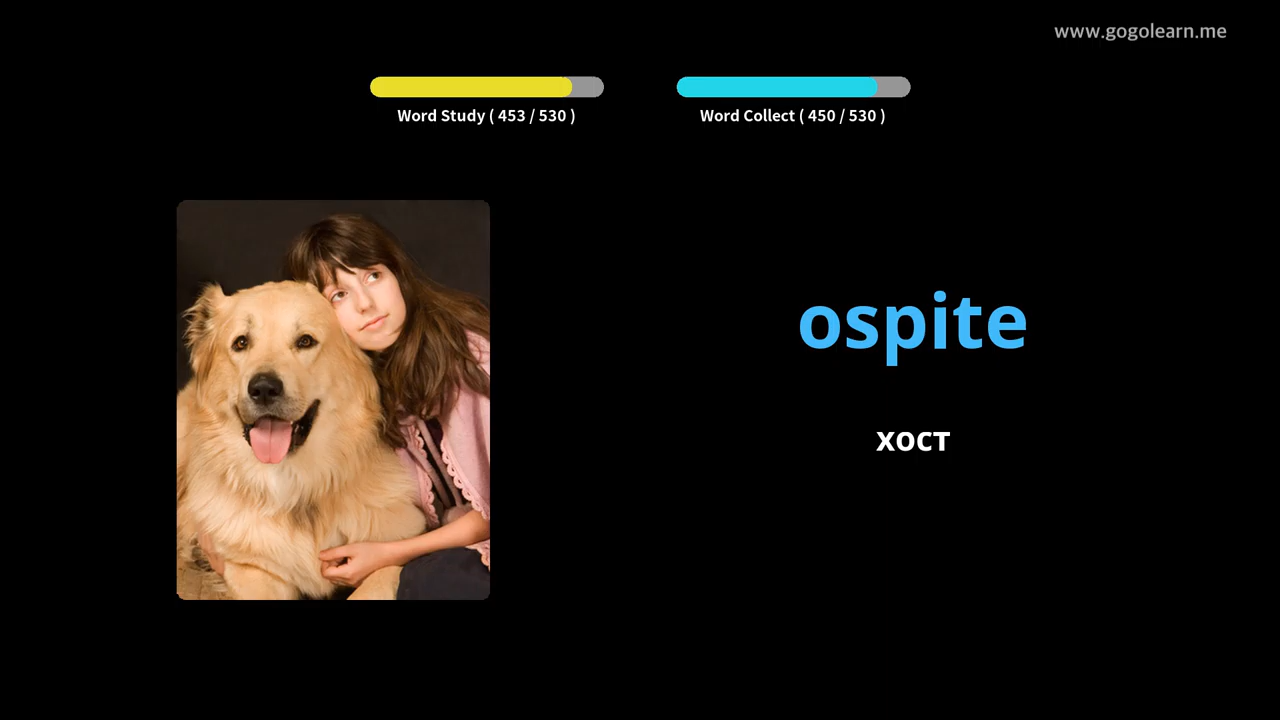 www.gogolearn.me
Word Study ( 453 / 530 )
Word Collect ( 450 / 530 )
ospite
хост